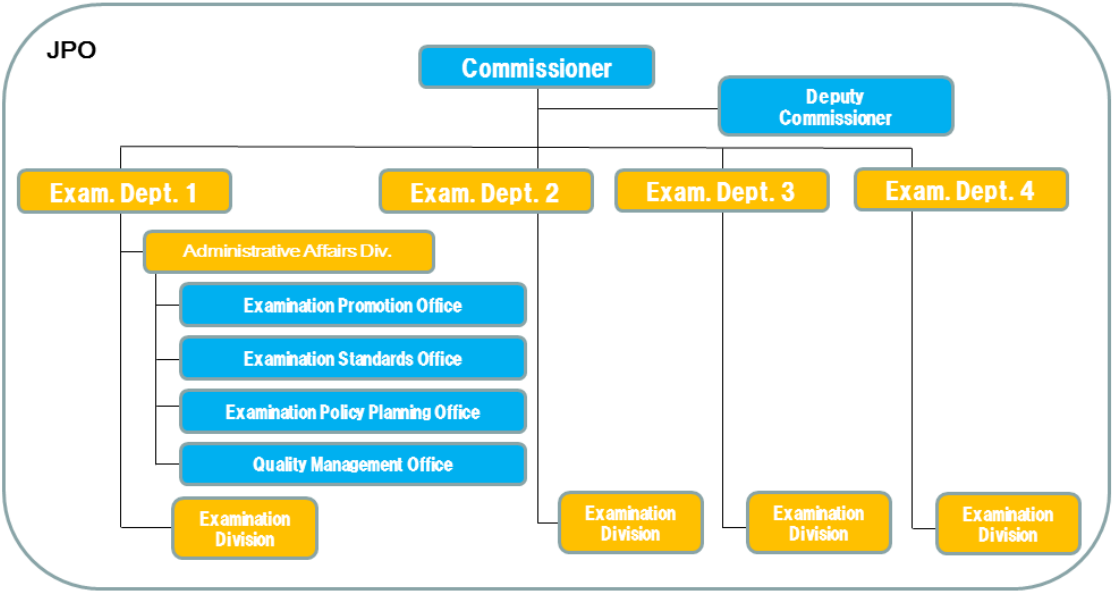 JPO
Commissioner
Deputy
Commissioner
Exam. Dept. 1
Exam. Dept. 2
Exam. Dept. 3
Exam. Dept. 4
Administrative Affairs Div.
Examination Promotion Office
Examination Standards Office
Examination Policy Planning Office
Quality Management Office
Examination
Division
Examination
Division
Examination
Division
Examination
Division